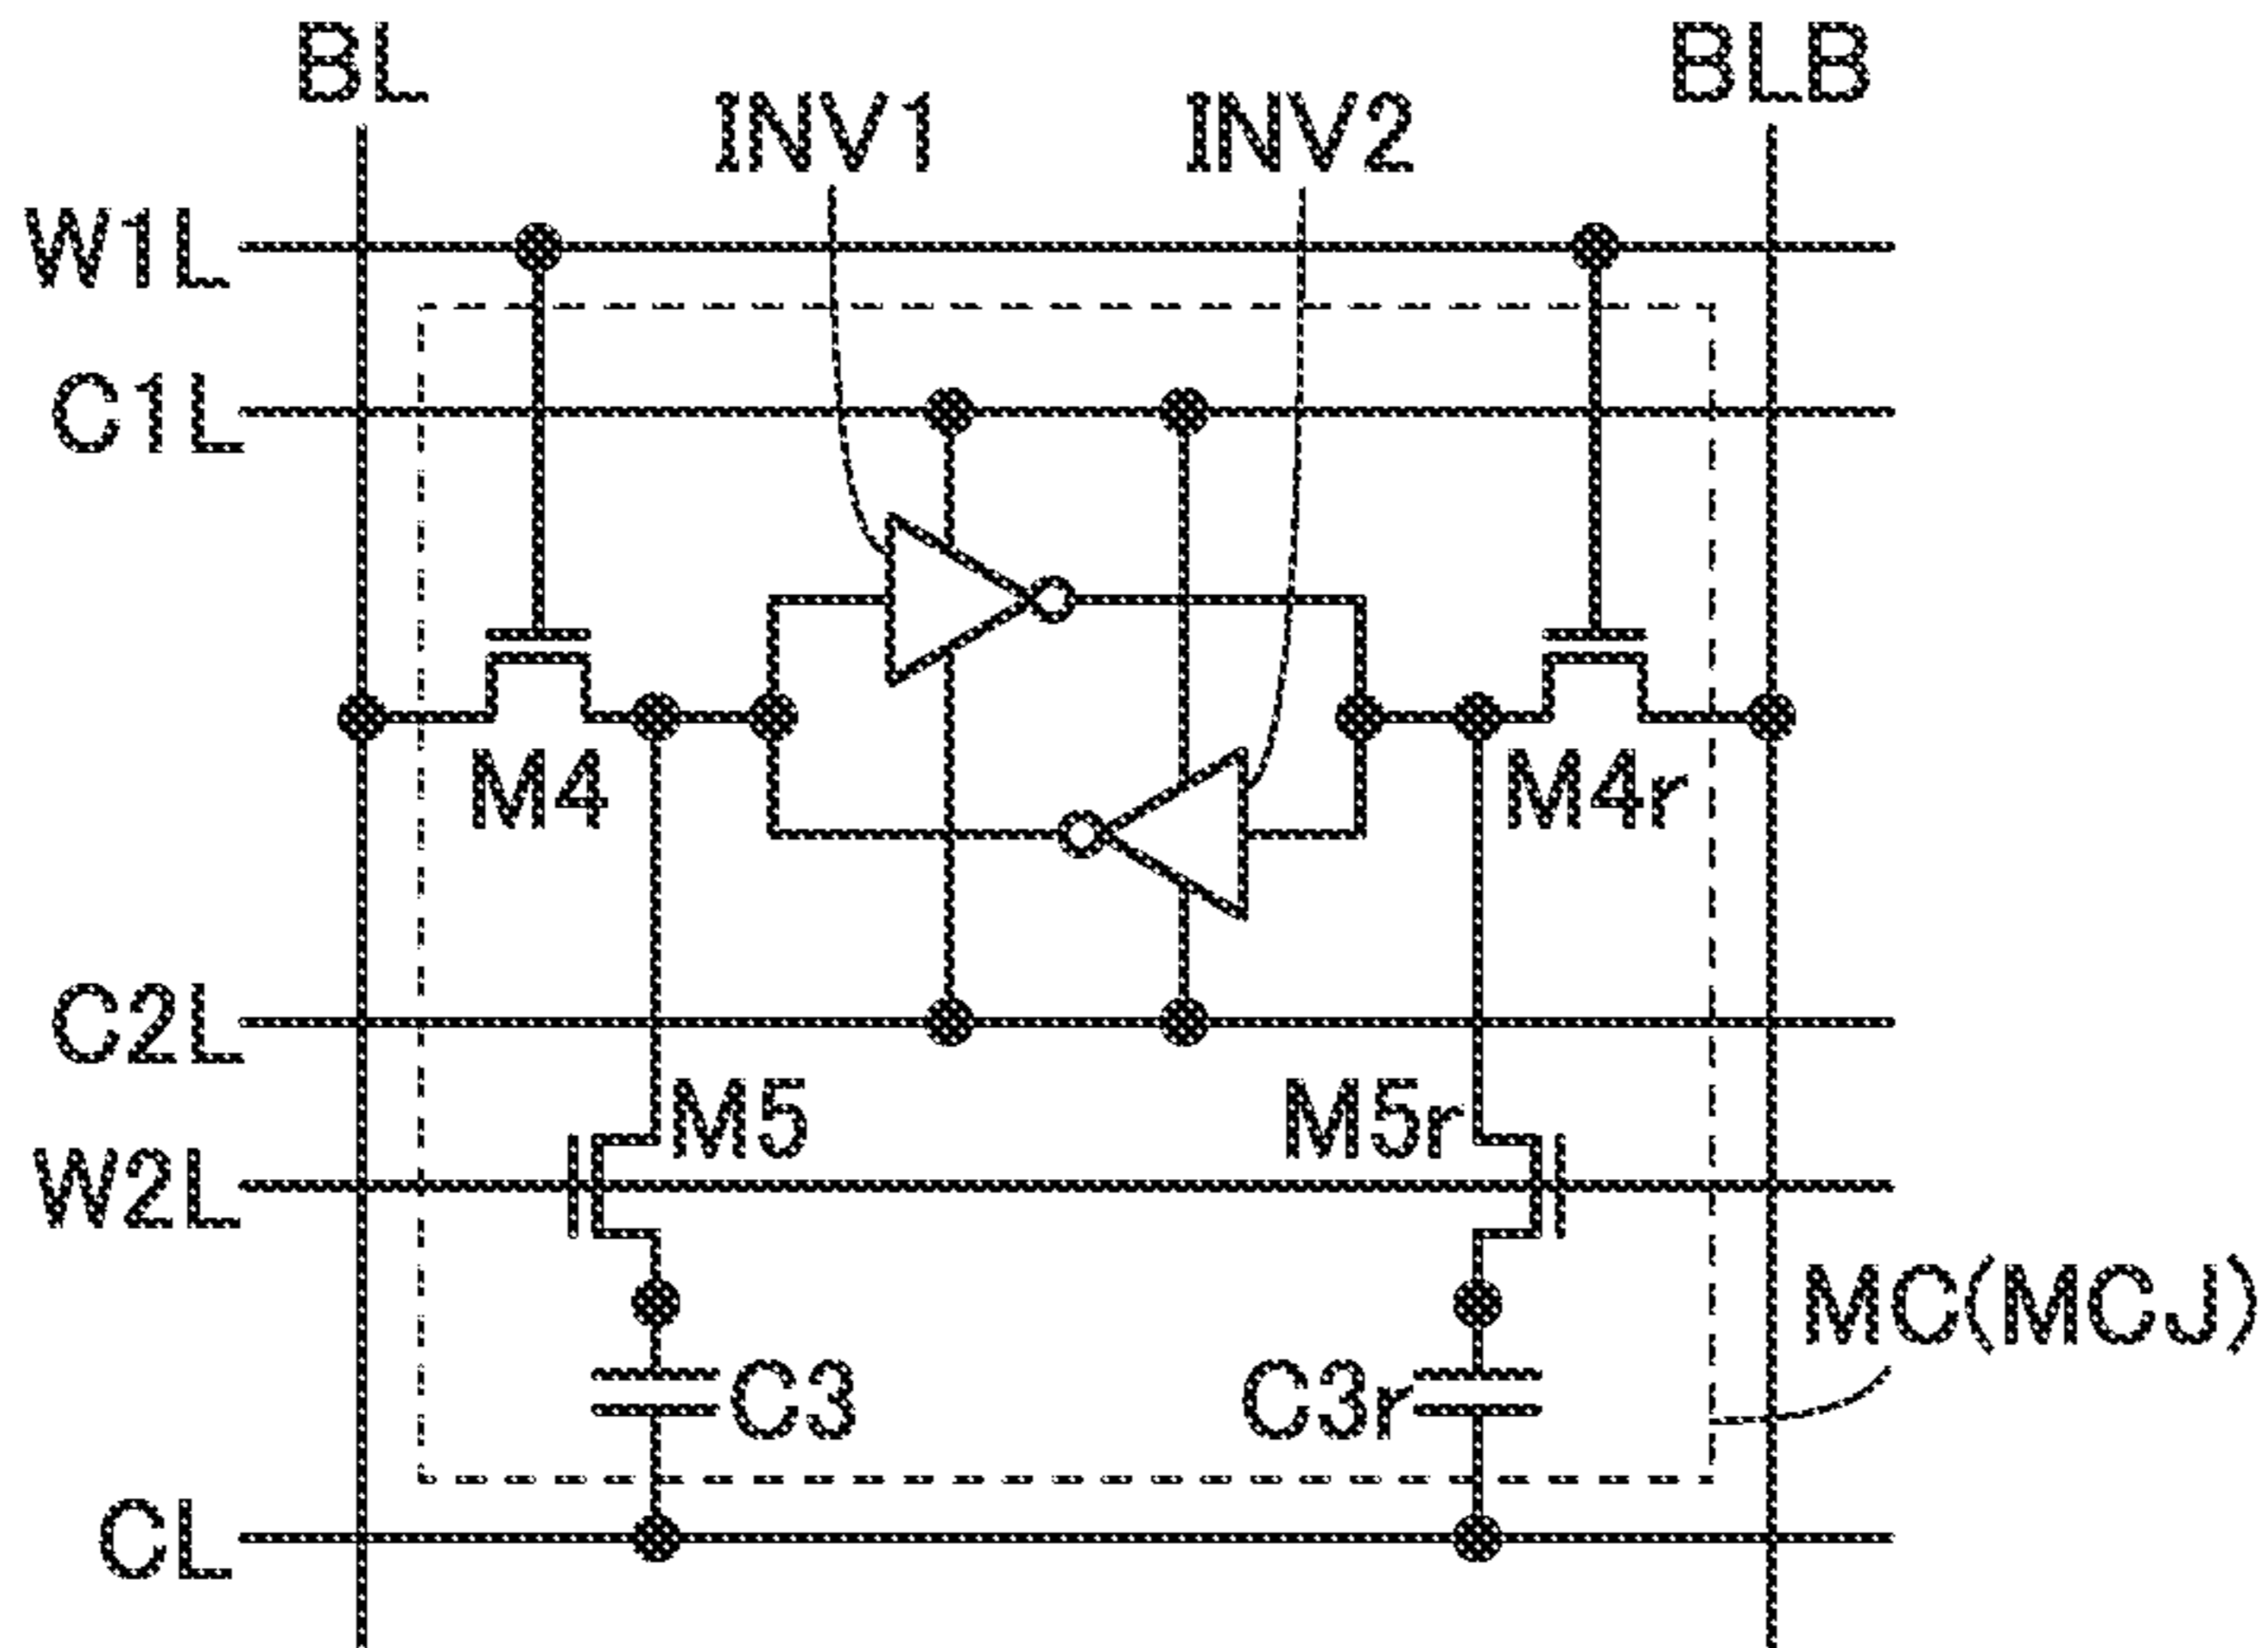 BL BLB
INV1 INV2
W1L
C1L
M4 M4r
C2L
M5 M5r
W2L
MC(MCJ)
C3 C3r
CL